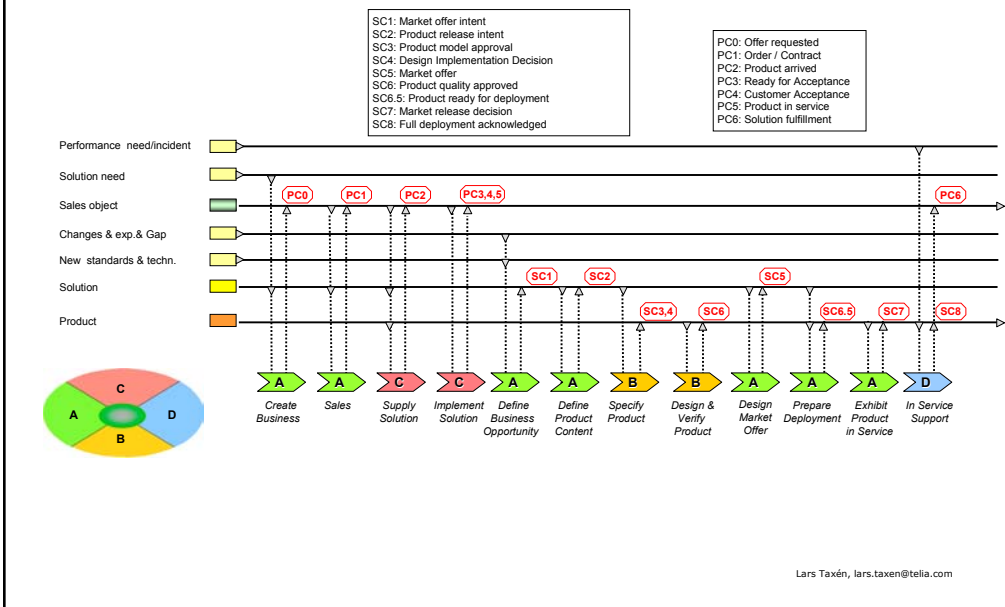 SC1: Market offer intent
SC2: Product release intent
SC3: Product model approval
SC4: Design Implementation Decision
SC5: Market offer
SC6: Product quality approved
SC6.5: Product ready for deployment
SC7: Market release decision
SC8: Full deployment acknowledged
PC0: Offer requested
PC1: Order / Contract
PC2: Product arrived
PC3: Ready for Acceptance
PC4: Customer Acceptance
PC5: Product in service
PC6: Solution fulfillment
Performance need/incident
Solution need
PC0 PC1 PC2 PC3,4,5 PC6
Sales object
Changes & exp.& Gap
New standards & techn.
SC1 SC2 SC5
Solution
SC3,4 SC6 SC6.5 SC7 SC8
Product
A A C C A A B B A A A D
C
A D
B
Create
Business
Sales
Supply
Solution
Implement
Solution
Define
Business
Opportunity
Define
Product
Content
Specify
Product
Design &
Verify
Product
Design
Market
Offer
Prepare
Deployment
Exhibit
Product
in Service
In Service
Support
Lars Taxén, lars.taxen@telia.com